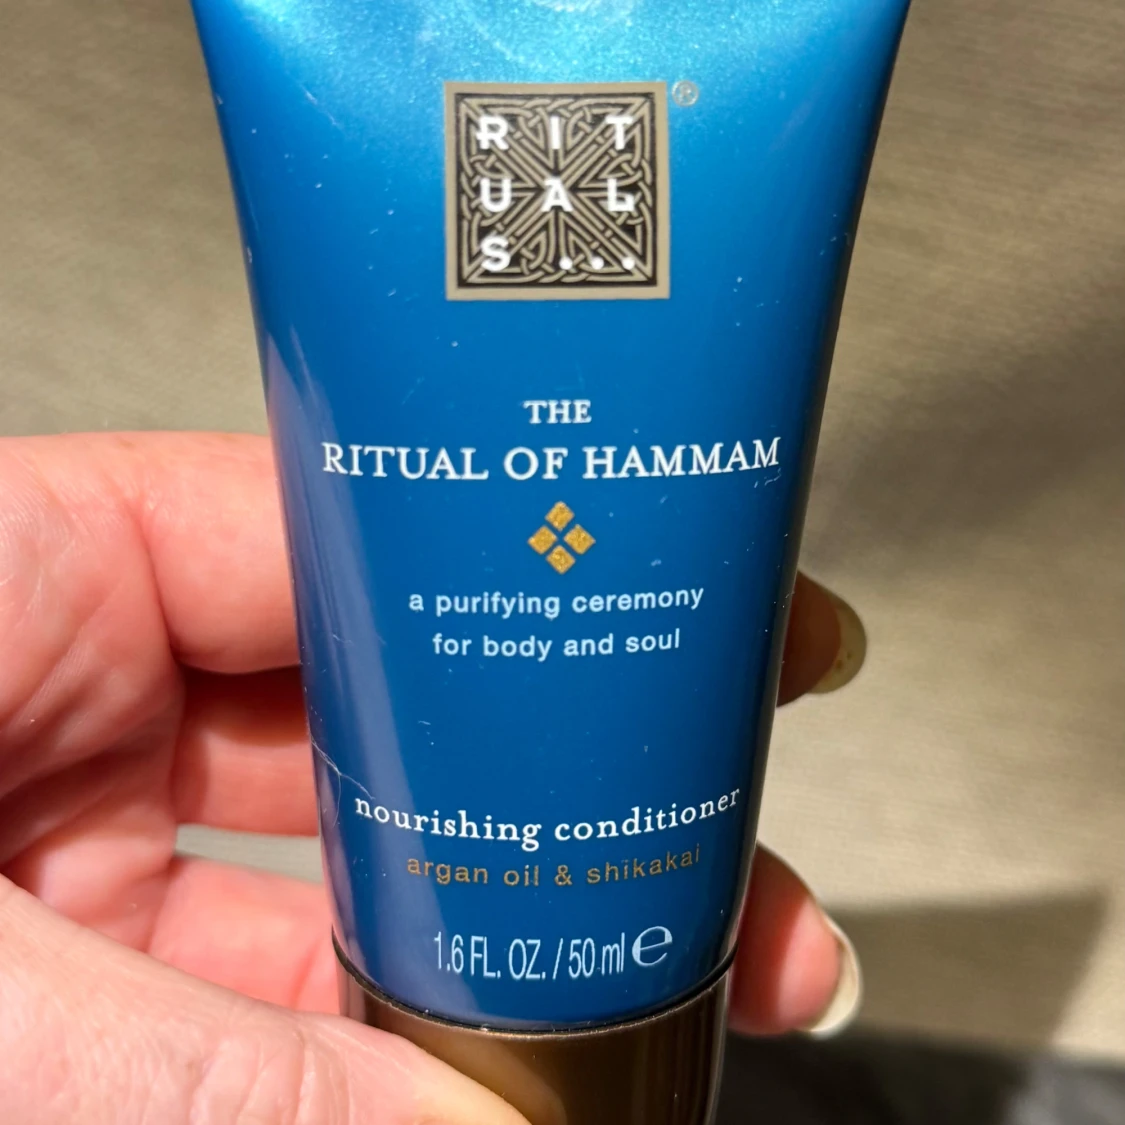 RIT
UAL
S...
®
THE
RITUAL OF HAMMAM
a purifying ceremony
for body and soul
nourishing conditioner
argan oil & shikakai
1.6 FL. OZ. / 50 ml ℮